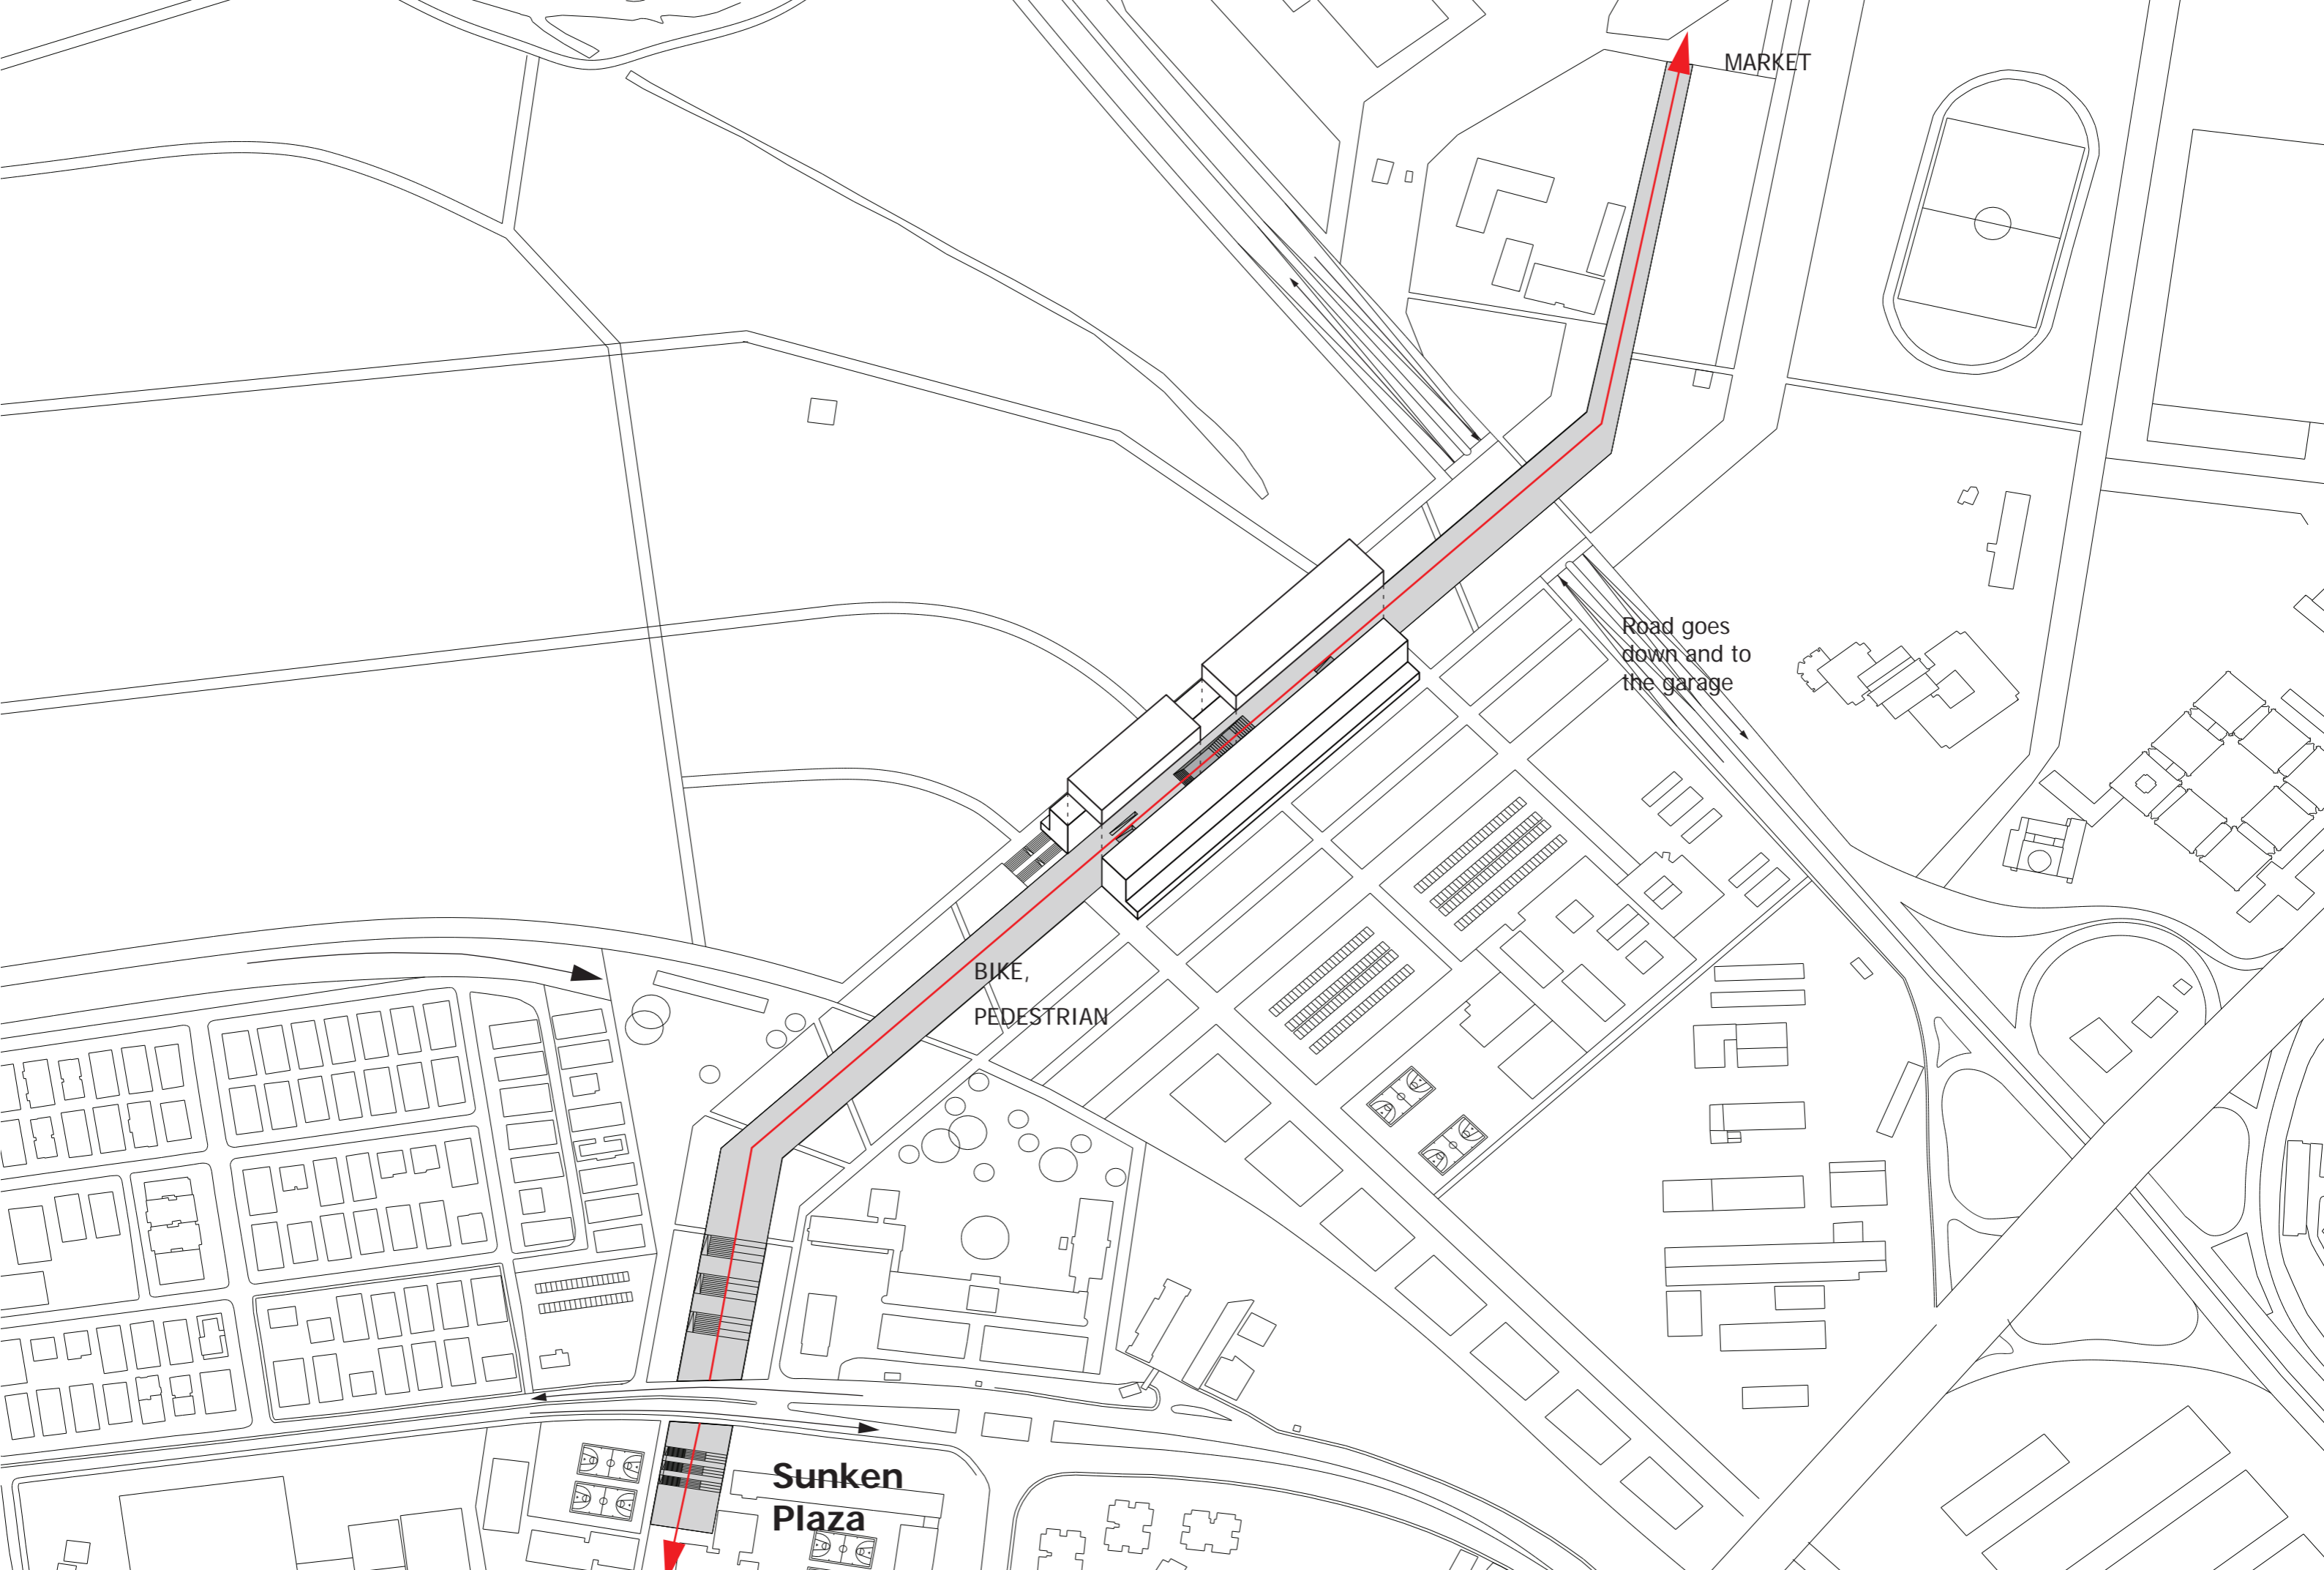 MARKET
Road goes
down and to
the garage
BIKE,
PEDESTRIAN
Sunken
Plaza